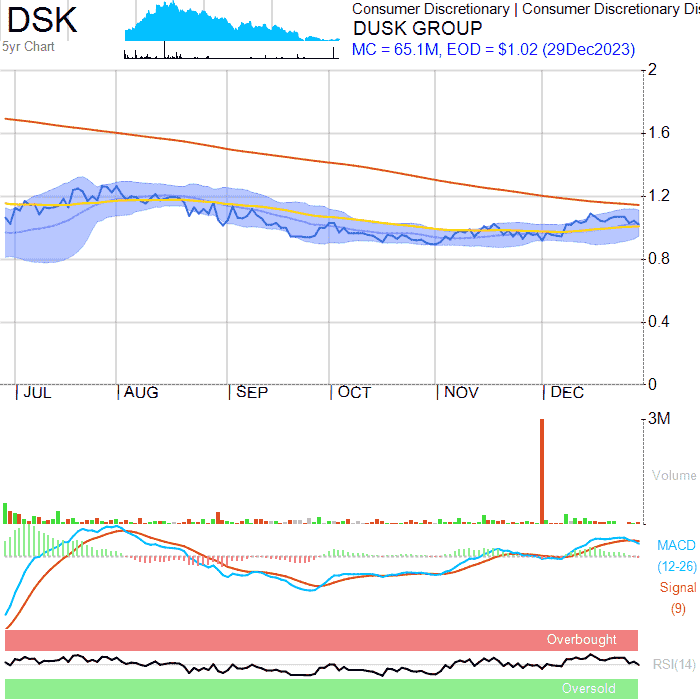 DSK
5yr Chart
Consumer Discretionary | Consumer Discretionary Dis
DUSK GROUP
MC = 65.1M, EOD = $1.02 (29Dec2023)
2
1.6
1.2
0.8
0.4
0
JUL AUG SEP OCT NOV DEC
3M
Volume
MACD
(12-26)
Signal
(9)
Overbought
RSI(14)
Oversold